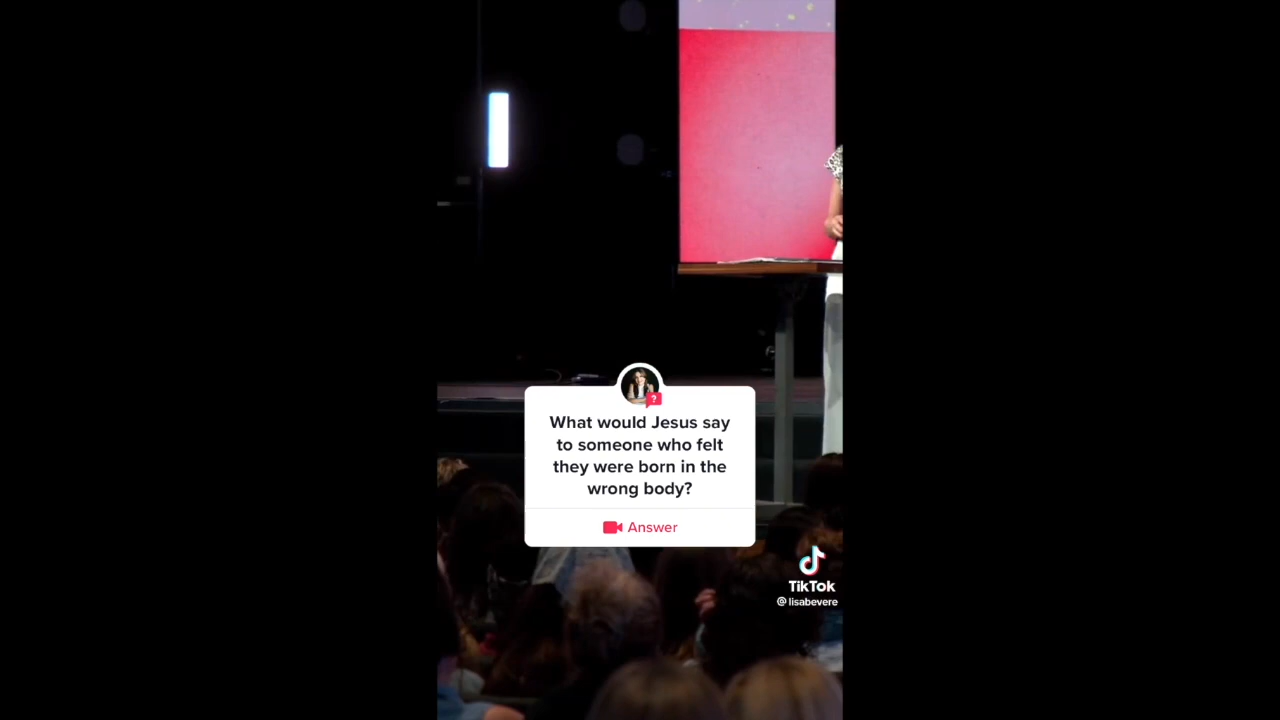 What would Jesus say
to someone who felt
they were born in the
wrong body?
Answer
TikTok
@lisabevere